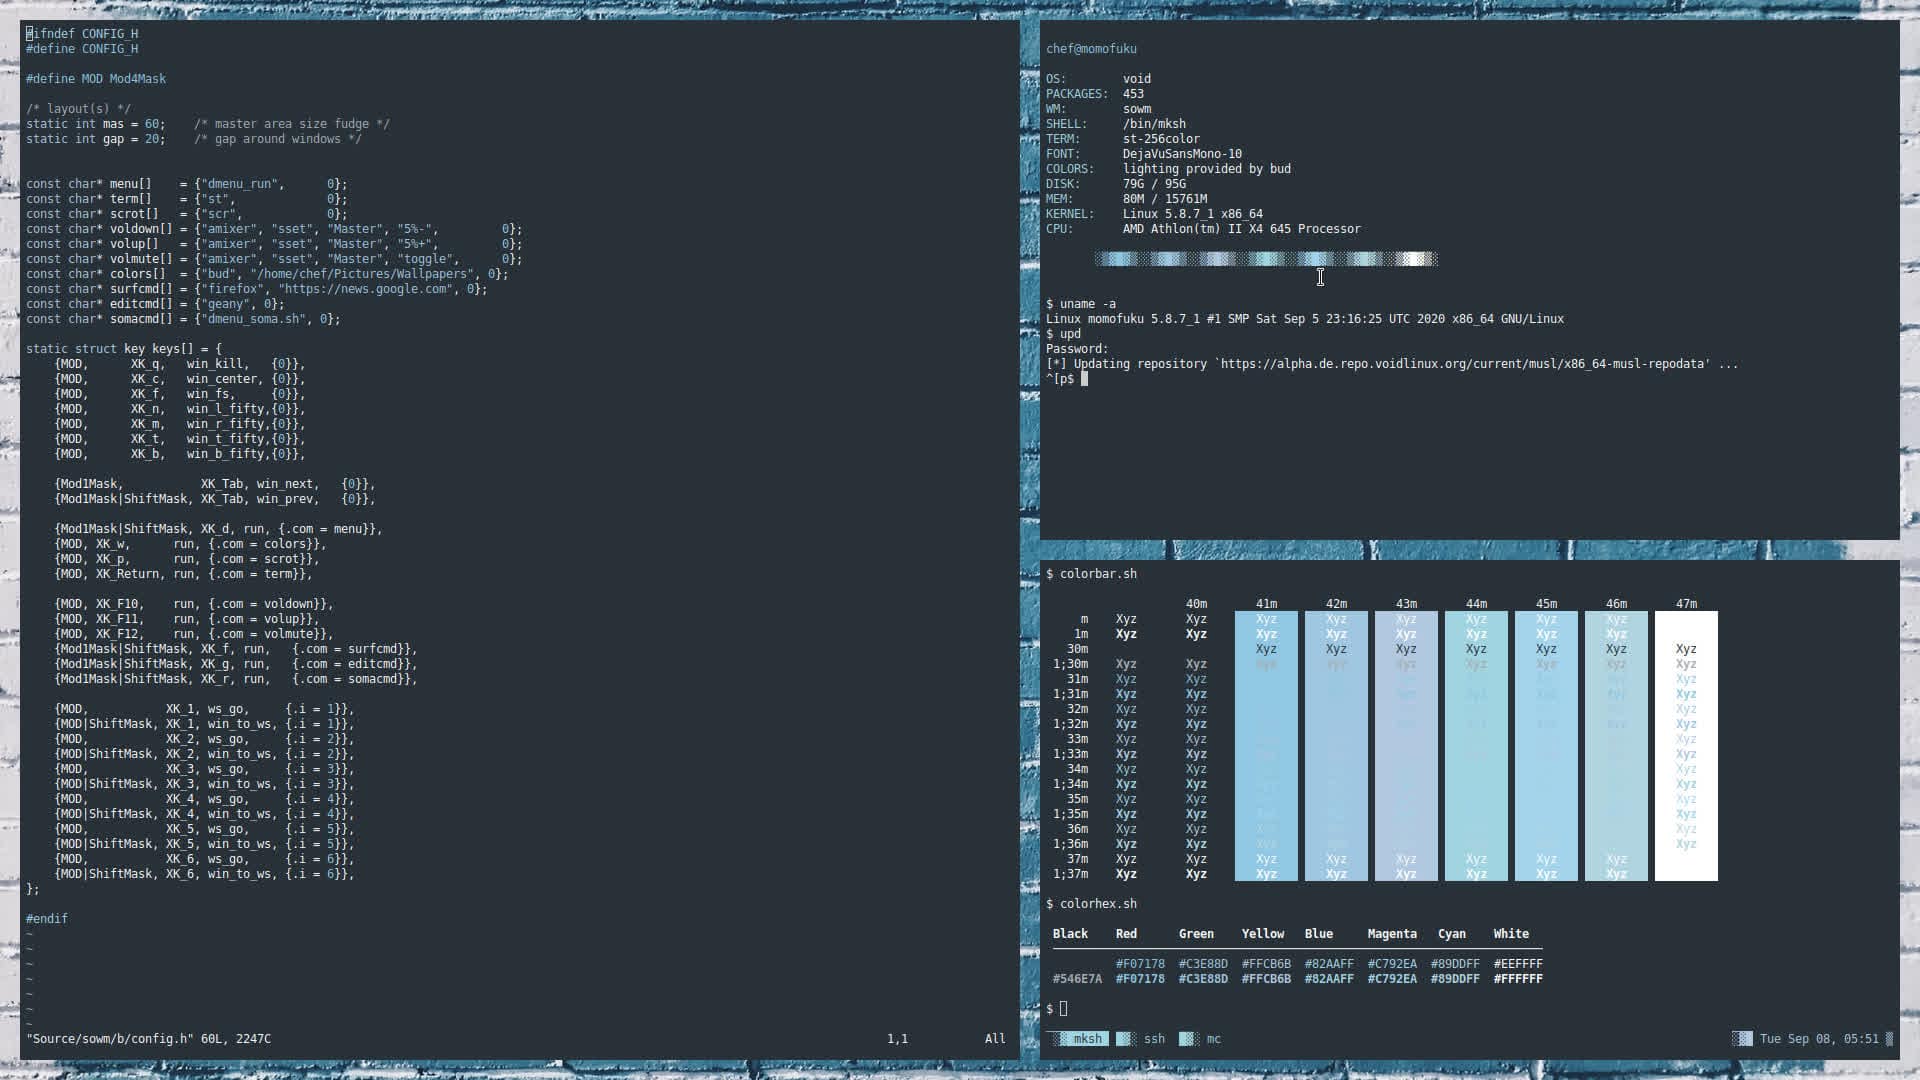 #ifndef CONFIG_H
#define CONFIG_H
#define MOD Mod4Mask
/* layout(s) */
static int mas = 60;    /* master area size fudge */
static int gap = 20;    /* gap around windows */
const char* menu[]    = {"dmenu_run",      0};
const char* term[]    = {"st",             0};
const char* scrot[]   = {"scr",            0};
const char* voldown[] = {"amixer", "sset", "Master", "5%-",         0};
const char* volup[]   = {"amixer", "sset", "Master", "5%+",         0};
const char* volmute[] = {"amixer", "sset", "Master", "toggle",      0};
const char* colors[]  = {"bud", "/home/chef/Pictures/Wallpapers", 0};
const char* surfcmd[] = {"firefox", "https://news.google.com", 0};
const char* editcmd[] = {"geany", 0};
const char* somacmd[] = {"dmenu_soma.sh", 0};
static struct key keys[] = {
    {MOD,      XK_q,   win_kill,   {0}},
    {MOD,      XK_c,   win_center, {0}},
    {MOD,      XK_f,   win_fs,     {0}},
    {MOD,      XK_n,   win_l_fifty,{0}},
    {MOD,      XK_m,   win_r_fifty,{0}},
    {MOD,      XK_t,   win_t_fifty,{0}},
    {MOD,      XK_b,   win_b_fifty,{0}},
    {Mod1Mask,           XK_Tab, win_next,   {0}},
    {Mod1Mask|ShiftMask, XK_Tab, win_prev,   {0}},
    {Mod1Mask|ShiftMask, XK_d, run, {.com = menu}},
    {MOD, XK_w,      run, {.com = colors}},
    {MOD, XK_p,      run, {.com = scrot}},
    {MOD, XK_Return, run, {.com = term}},
    {MOD, XK_F10,    run, {.com = voldown}},
    {MOD, XK_F11,    run, {.com = volup}},
    {MOD, XK_F12,    run, {.com = volmute}},
    {Mod1Mask|ShiftMask, XK_f, run,   {.com = surfcmd}},
    {Mod1Mask|ShiftMask, XK_g, run,   {.com = editcmd}},
    {Mod1Mask|ShiftMask, XK_r, run,   {.com = somacmd}},
    {MOD,           XK_1, ws_go,     {.i = 1}},
    {MOD|ShiftMask, XK_1, win_to_ws, {.i = 1}},
    {MOD,           XK_2, ws_go,     {.i = 2}},
    {MOD|ShiftMask, XK_2, win_to_ws, {.i = 2}},
    {MOD,           XK_3, ws_go,     {.i = 3}},
    {MOD|ShiftMask, XK_3, win_to_ws, {.i = 3}},
    {MOD,           XK_4, ws_go,     {.i = 4}},
    {MOD|ShiftMask, XK_4, win_to_ws, {.i = 4}},
    {MOD,           XK_5, ws_go,     {.i = 5}},
    {MOD|ShiftMask, XK_5, win_to_ws, {.i = 5}},
    {MOD,           XK_6, ws_go,     {.i = 6}},
    {MOD|ShiftMask, XK_6, win_to_ws, {.i = 6}},
};
#endif
~
~
~
~
~
~
~
"Source/sowm/b/config.h" 60L, 2247C    1,1    All
chef@momofuku
OS:        void
PACKAGES:  453
WM:        sowm
SHELL:     /bin/mksh
TERM:      st-256color
FONT:      DejaVuSansMono-10
COLORS:    lighting provided by bud
DISK:      79G / 95G
MEM:       80M / 15761M
KERNEL:    Linux 5.8.7_1 x86_64
CPU:       AMD Athlon(tm) II X4 645 Processor
$ uname -a
Linux momofuku 5.8.7_1 #1 SMP Sat Sep 5 23:16:25 UTC 2020 x86_64 GNU/Linux
$ upd
Password:
[*] Updating repository `https://alpha.de.repo.voidlinux.org/current/musl/x86_64-musl-repodata' ...
^[p$
$ colorbar.sh
40m 41m 42m 43m 44m 45m 46m 47m
m Xyz Xyz Xyz Xyz Xyz Xyz Xyz Xyz
1m Xyz Xyz Xyz Xyz Xyz Xyz Xyz Xyz
30m Xyz Xyz Xyz Xyz Xyz Xyz Xyz
1;30m Xyz Xyz Xyz Xyz Xyz Xyz Xyz Xyz Xyz
31m Xyz Xyz Xyz
1;31m Xyz Xyz Xyz
32m Xyz Xyz Xyz
1;32m Xyz Xyz Xyz
33m Xyz Xyz Xyz
1;33m Xyz Xyz Xyz
34m Xyz Xyz Xyz
1;34m Xyz Xyz Xyz
35m Xyz Xyz Xyz
1;35m Xyz Xyz Xyz
36m Xyz Xyz Xyz
1;36m Xyz Xyz Xyz
37m Xyz Xyz Xyz Xyz Xyz Xyz Xyz Xyz
1;37m Xyz Xyz Xyz Xyz Xyz Xyz Xyz Xyz
$ colorhex.sh
Black Red Green Yellow Blue Magenta Cyan White
#F07178 #C3E88D #FFCB6B #82AAFF #C792EA #89DDFF #EEFFFF
#546E7A #F07178 #C3E88D #FFCB6B #82AAFF #C792EA #89DDFF #FFFFFF
$
mksh ssh mc Tue Sep 08, 05:51